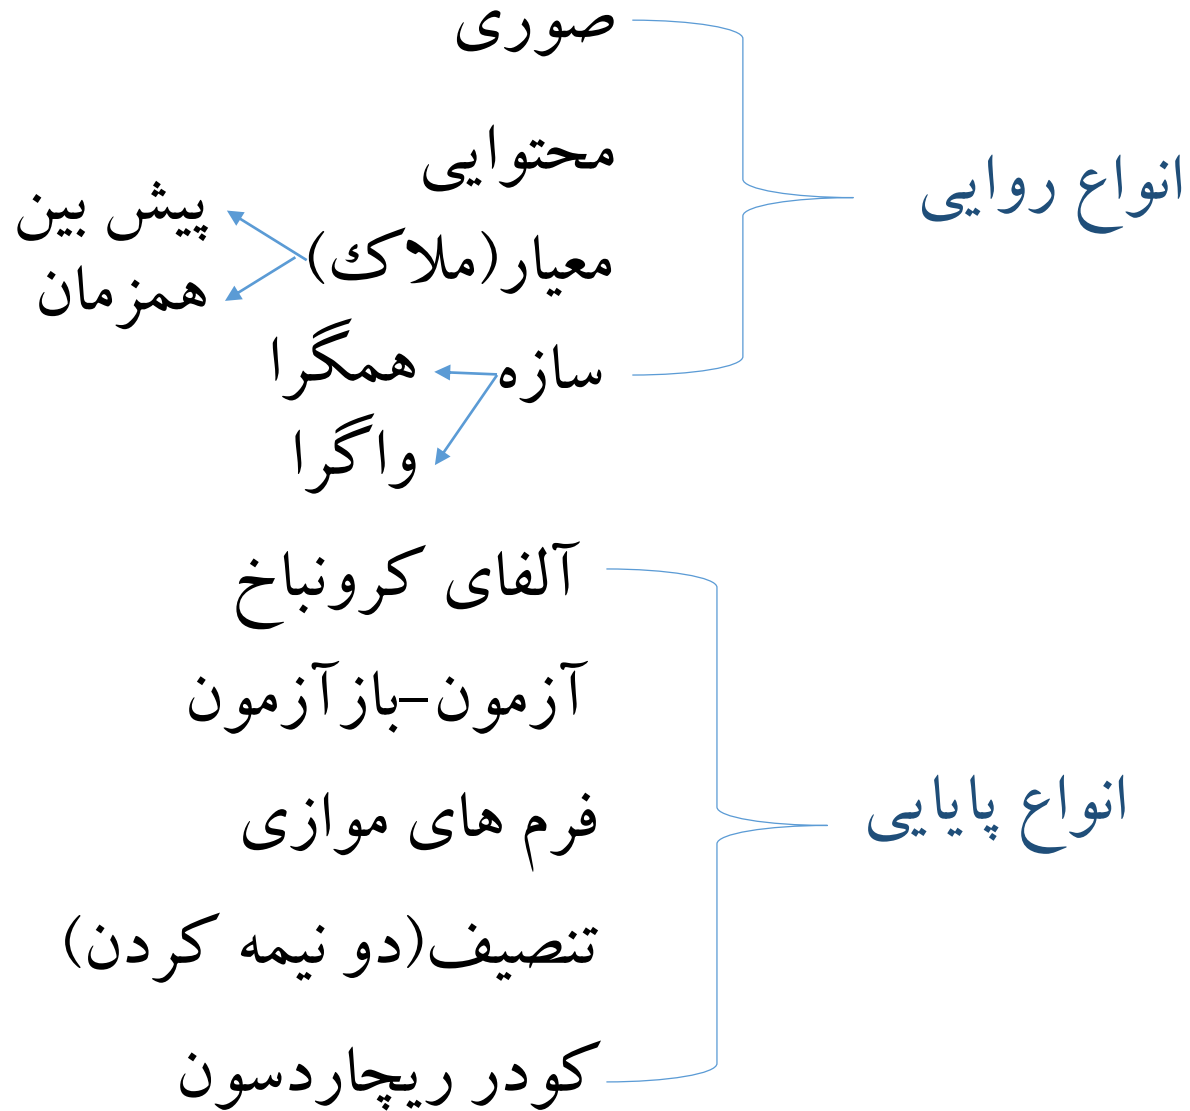 انواع روایی
صوری
محتوایی
معیار(ملاك)
پیش بین
همزمان
سازه
همگرا
واگرا
انواع پایایی
آلفای کرونباخ
آزمون-بازآزمون
فرم های موازی
تنصیف(دو نیمه کردن)
کودر ریچاردسون